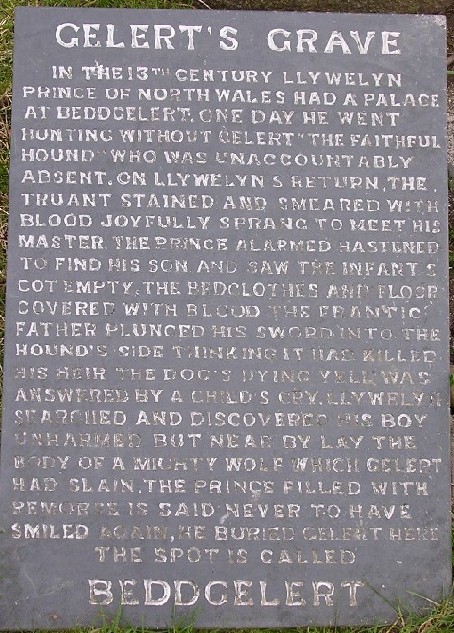 GELERT'S GRAVE
IN THE 13TH CENTURY LLYWELYN
PRINCE OF NORTH WALES HAD A PALACE
AT BEDDGELERT. ONE DAY HE WENT
HUNTING WITHOUT GELERT "THE FAITHFUL
HOUND" WHO WAS UNACCOUNTABLY
ABSENT. ON LLYWELYN'S RETURN, THE
TRUANT STAINED AND SMEARED WITH
BLOOD JOYFULLY SPRANG TO MEET HIS
MASTER. THE PRINCE ALARMED HASTENED
TO FIND HIS SON, AND SAW THE INFANT'S
COT EMPTY, THE BEDCLOTHES AND FLOOR
COVERED WITH BLOOD. THE FRANTIC
FATHER PLUNGED HIS SWORD INTO THE
HOUND'S SIDE THINKING IT HAD KILLED
HIS HEIR. THE DOG'S DYING YELL WAS
ANSWERED BY A CHILD'S CRY. LLYWELYN
SEARCHED AND DISCOVERED HIS BOY
UNHARMED BUT NEAR BY LAY THE
BODY OF A MIGHTY WOLF WHICH GELERT
HAD SLAIN. THE PRINCE FILLED WITH
REMORSE IS SAID NEVER TO HAVE
SMILED AGAIN. HE BURIED GELERT HERE
THE SPOT IS CALLED
BEDDGELERT